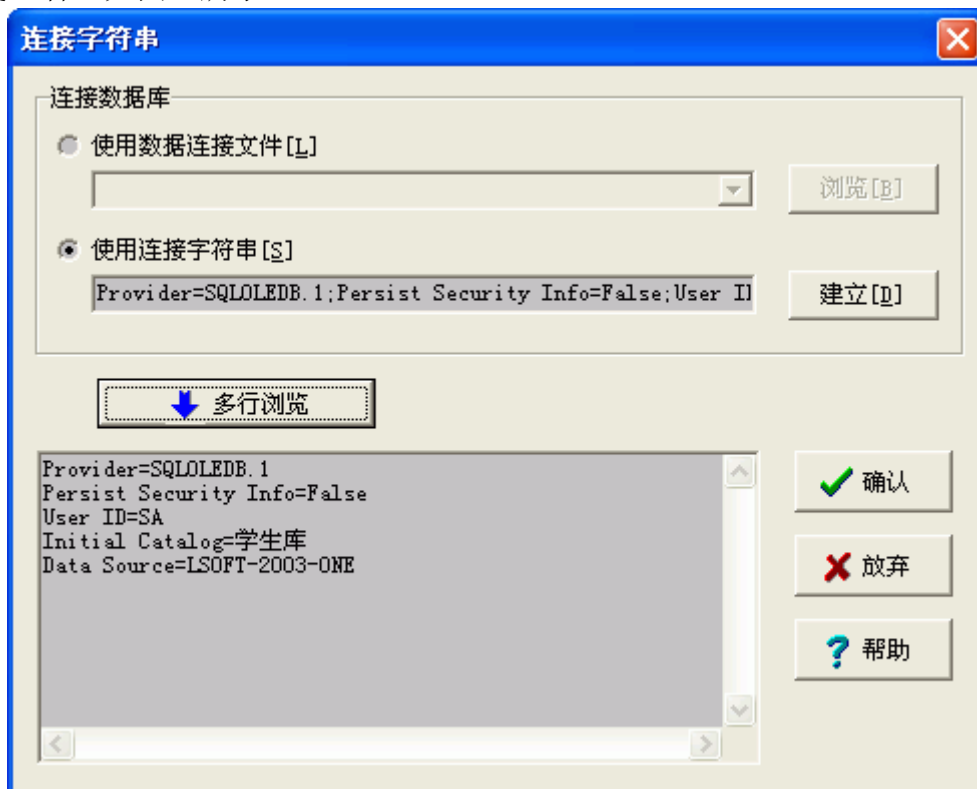 连接字符串
连接数据库
使用数据连接文件[L]
浏览[B]
使用连接字符串[S]
Provider=SQLOLEDB.1;Persist Security Info=False;User ID
建立[D]
多行浏览
Provider=SQLOLEDB.1
Persist Security Info=False
User ID=SA
Initial Catalog=学生库
Data Source=LSOFT-2003-ONE
确认
放弃
帮助